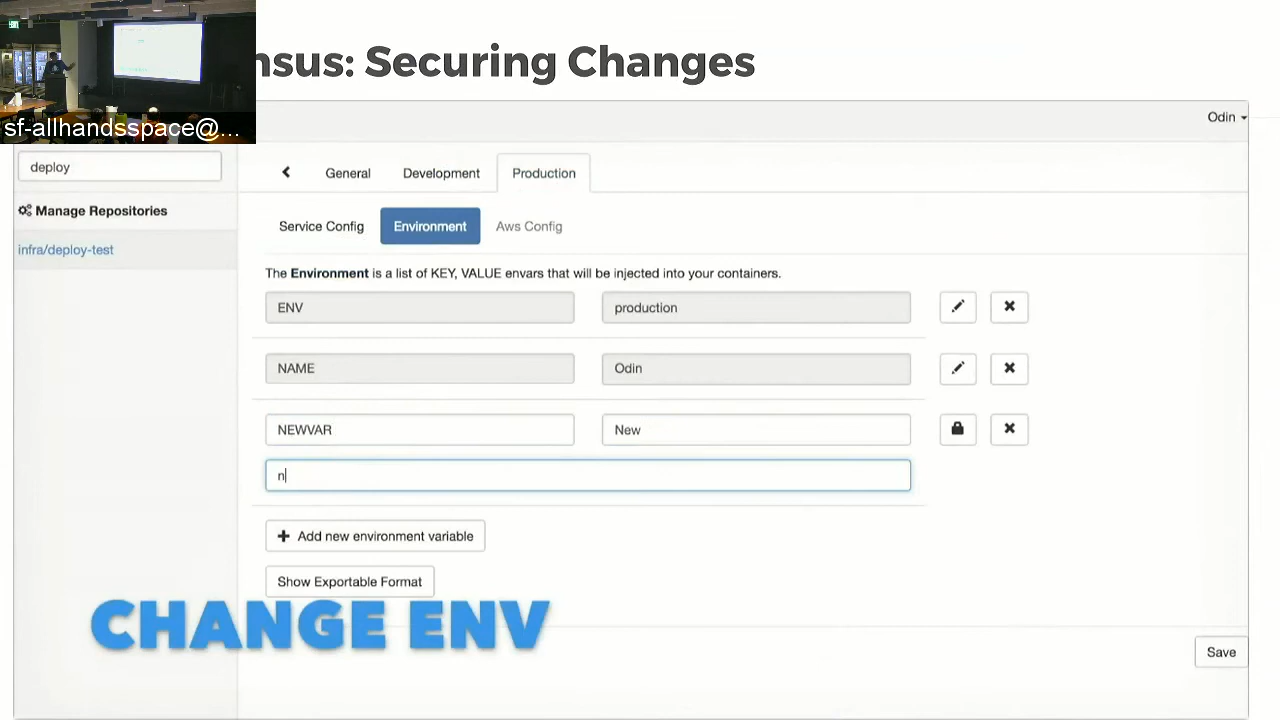 nsus: Securing Changes
sf-allhandsspace@...
Odin
deploy
General Development Production
Manage Repositories
Service Config Environment Aws Config
infra/deploy-test
The Environment is a list of KEY, VALUE envars that will be injected into your containers.
ENV production
NAME Odin
NEWVAR New
n
Add new environment variable
Show Exportable Format
CHANGE ENV
Save